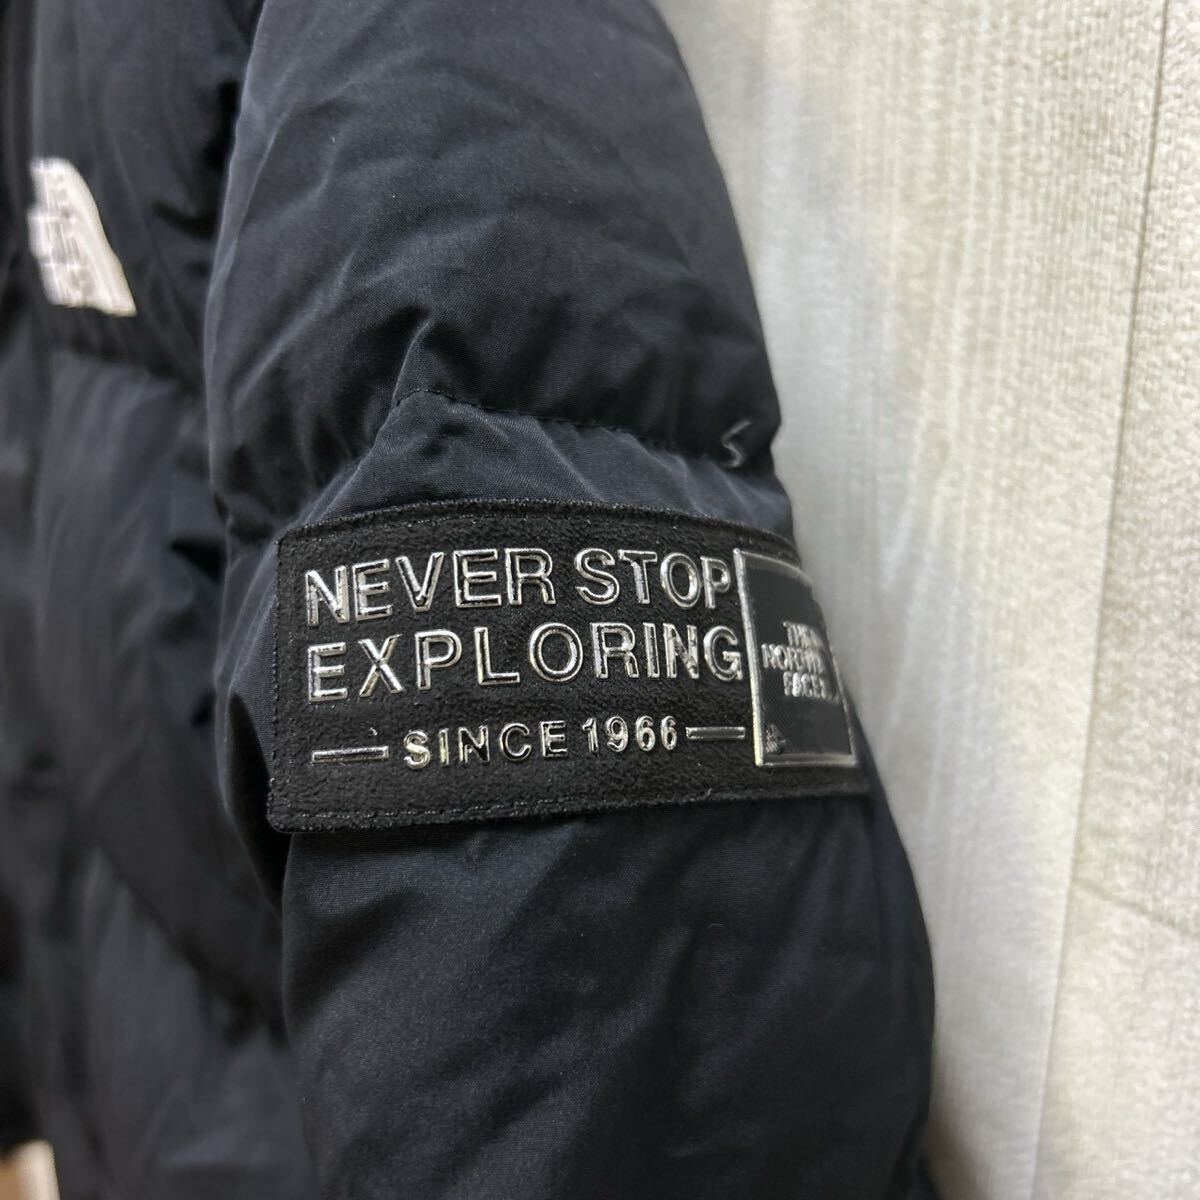 NEVER STOP
EXPLORING
SINCE 1966
THE
NORTH
FACE